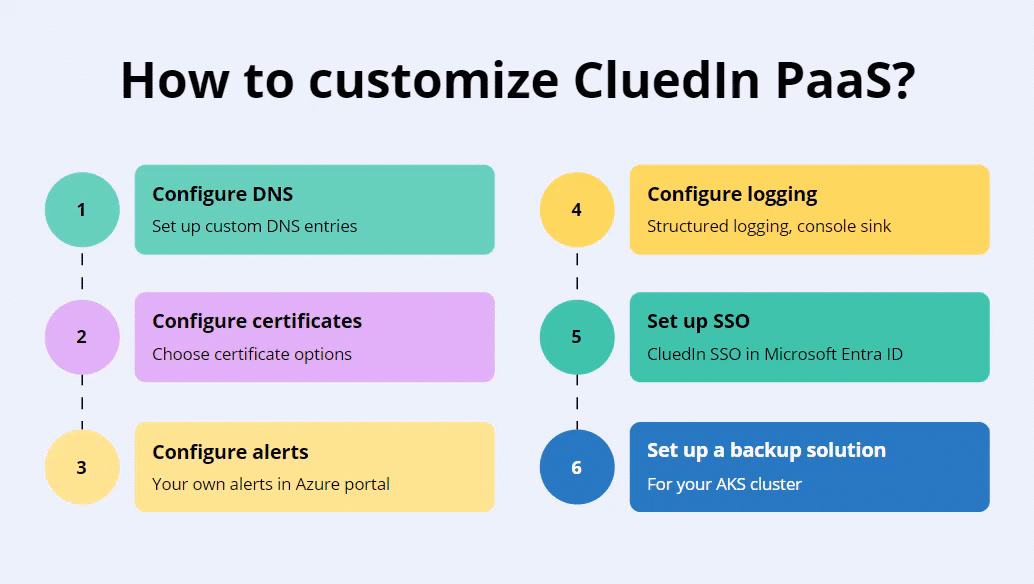 How to customize CluedIn PaaS?
1
Configure DNS
Set up custom DNS entries
2
Configure certificates
Choose certificate options
3
Configure alerts
Your own alerts in Azure portal
4
Configure logging
Structured logging, console sink
5
Set up SSO
CluedIn SSO in Microsoft Entra ID
6
Set up a backup solution
For your AKS cluster